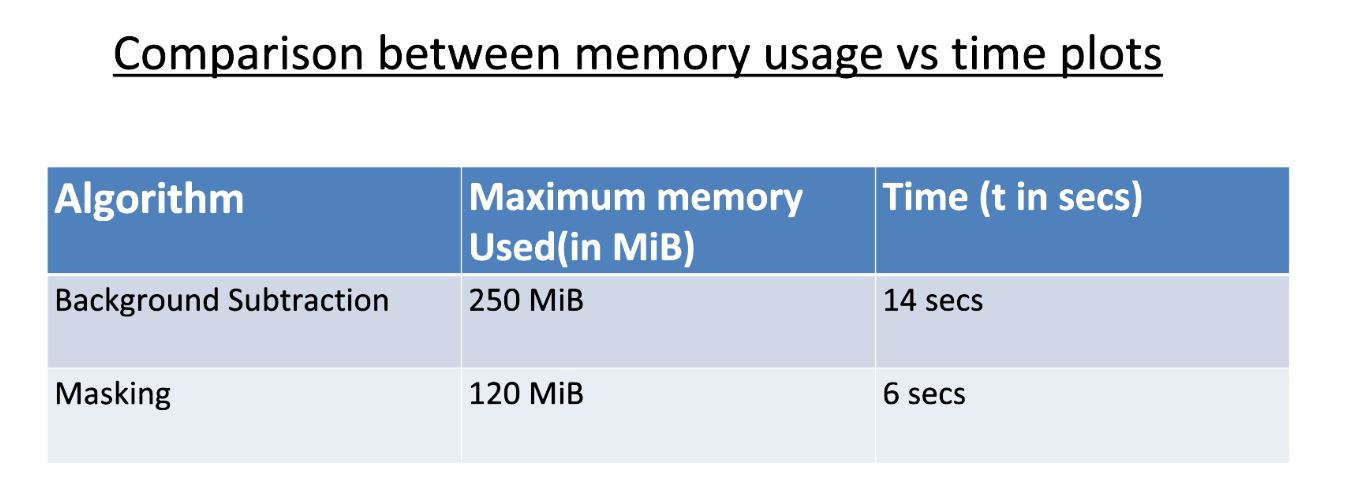 Comparison between memory usage vs time plots
Algorithm
Maximum memory
Used(in MiB)
Time (t in secs)
Background Subtraction
250 MiB
14 secs
Masking
120 MiB
6 secs